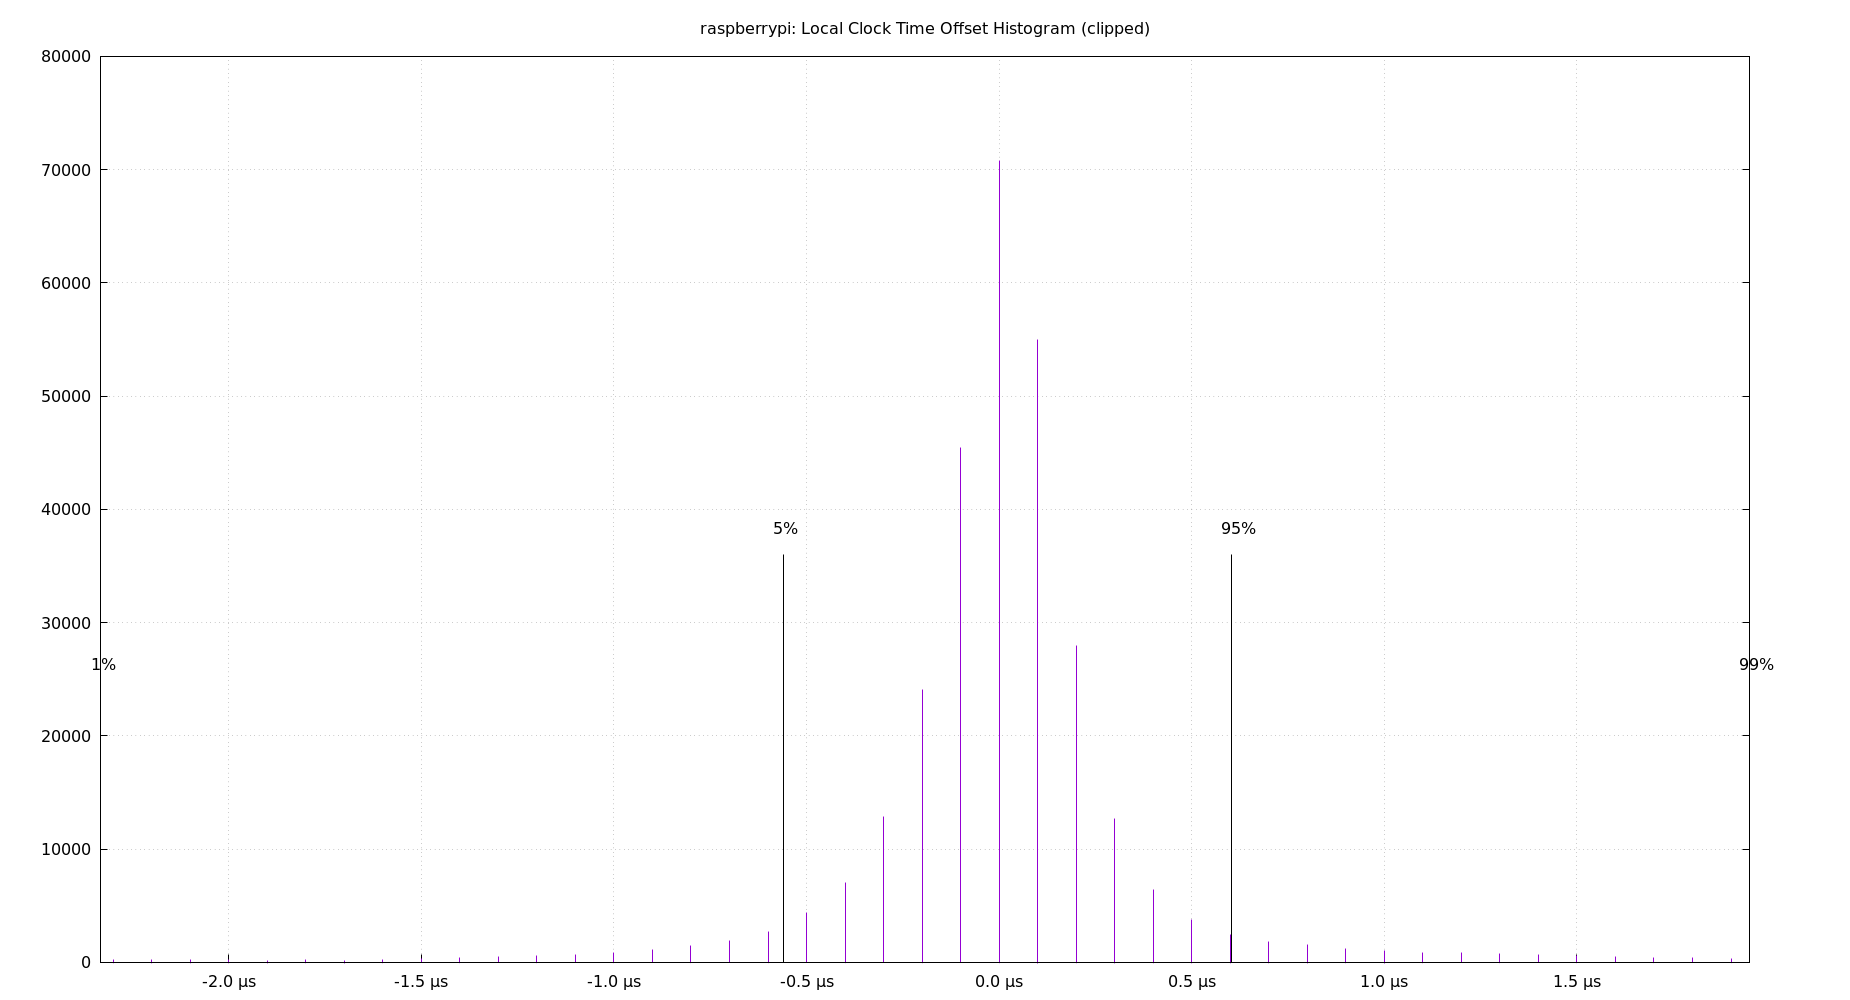 raspberrypi: Local Clock Time Offset Histogram (clipped)
80000
70000
60000
50000
40000
5%
95%
30000
1%
99%
20000
10000
0
-2.0 µs
-1.5 µs
-1.0 µs
-0.5 µs
0.0 µs
0.5 µs
1.0 µs
1.5 µs